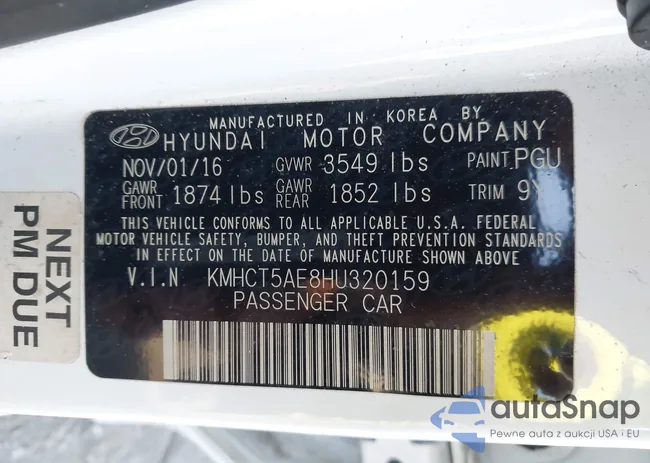 MANUFACTURED IN KOREA BY
HYUNDAI MOTOR COMPANY
NOV/01/16 GVWR 3549 lbs PAINT.PGU
GAWR FRONT 1874 lbs GAWR REAR 1852 lbs TRIM 9Y
THIS VEHICLE CONFORMS TO ALL APPLICABLE U.S.A. FEDERAL
MOTOR VEHICLE SAFETY, BUMPER, AND THEFT PREVENTION STANDARDS
IN EFFECT ON THE DATE OF MANUFACTURE SHOWN ABOVE.
V.I.N KMHCT5AE8HU320159
PASSENGER CAR
NEXT
PM DUE
autaSnap
Pewne auta z aukcji USA i EU